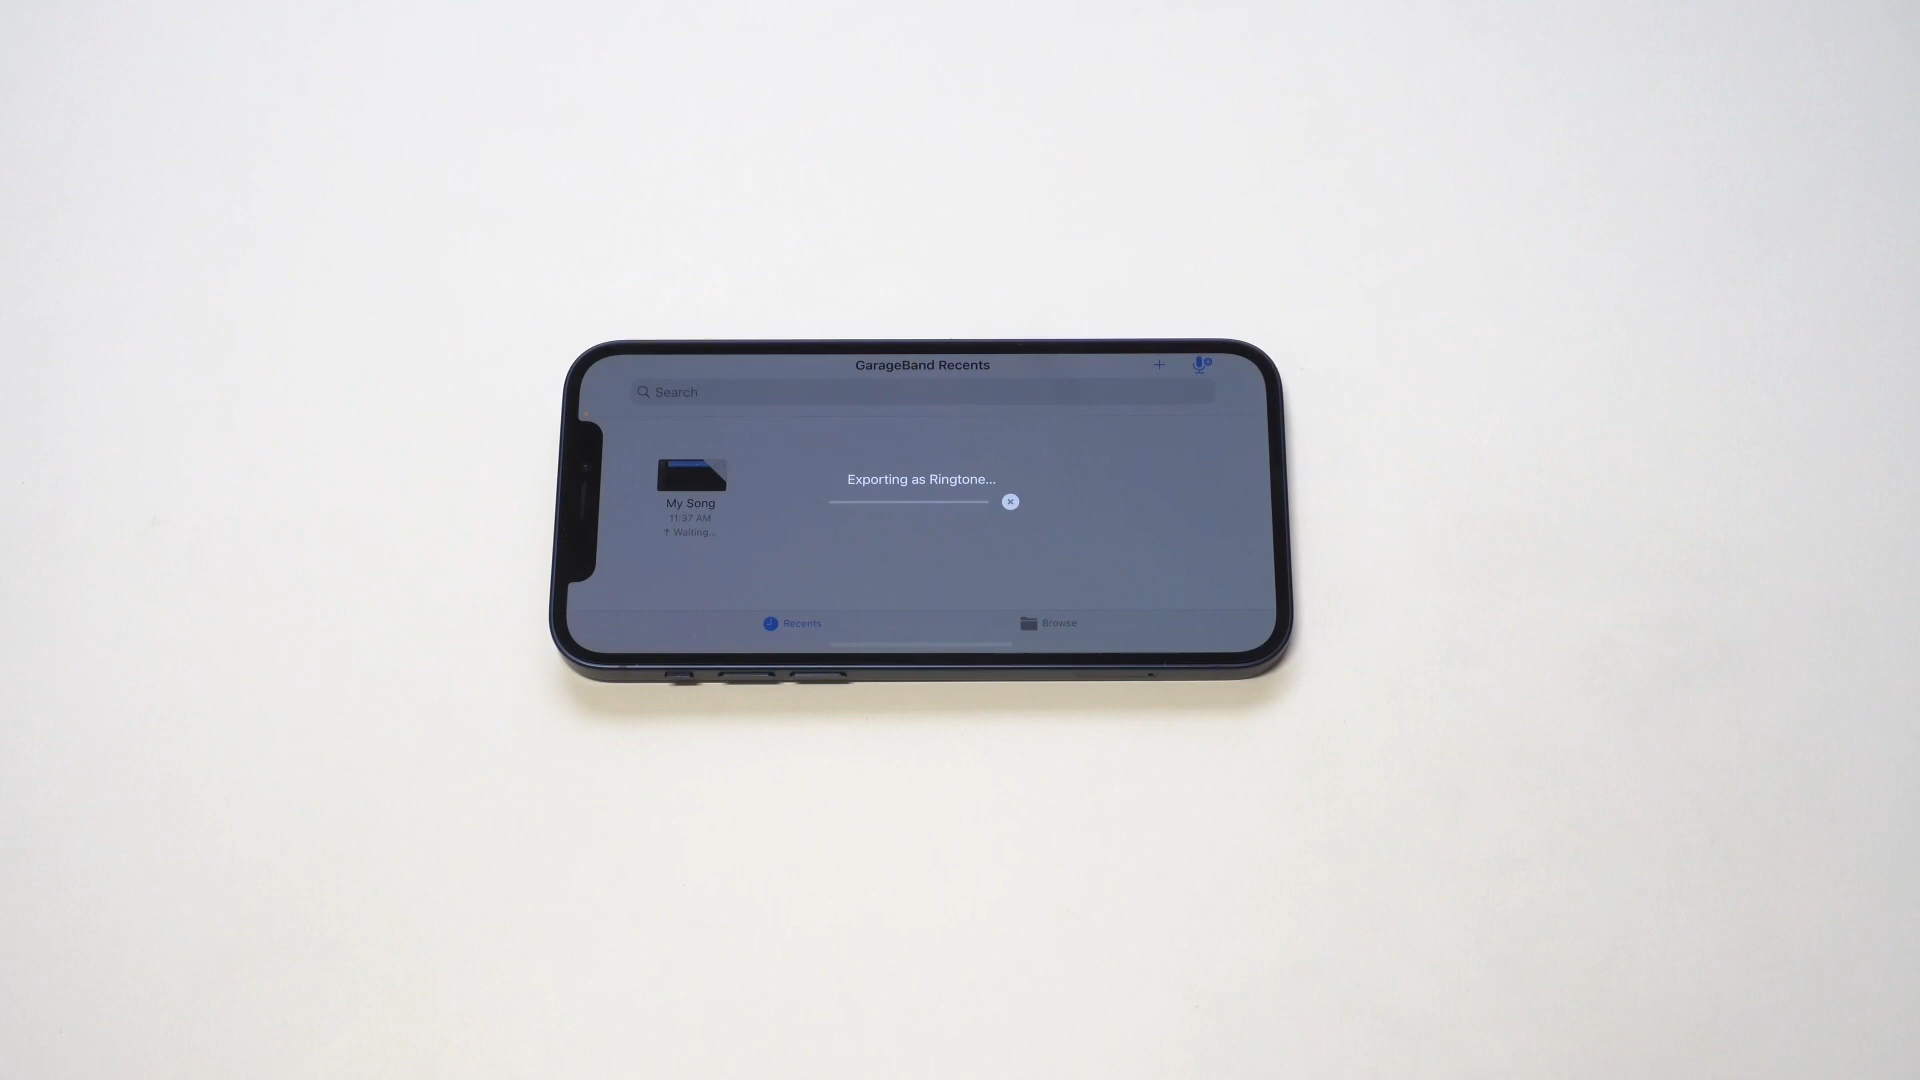 GarageBand Recents
Search
Exporting as Ringtone...
My Song
11:37 AM
↑ Waiting...
Recents
Browse